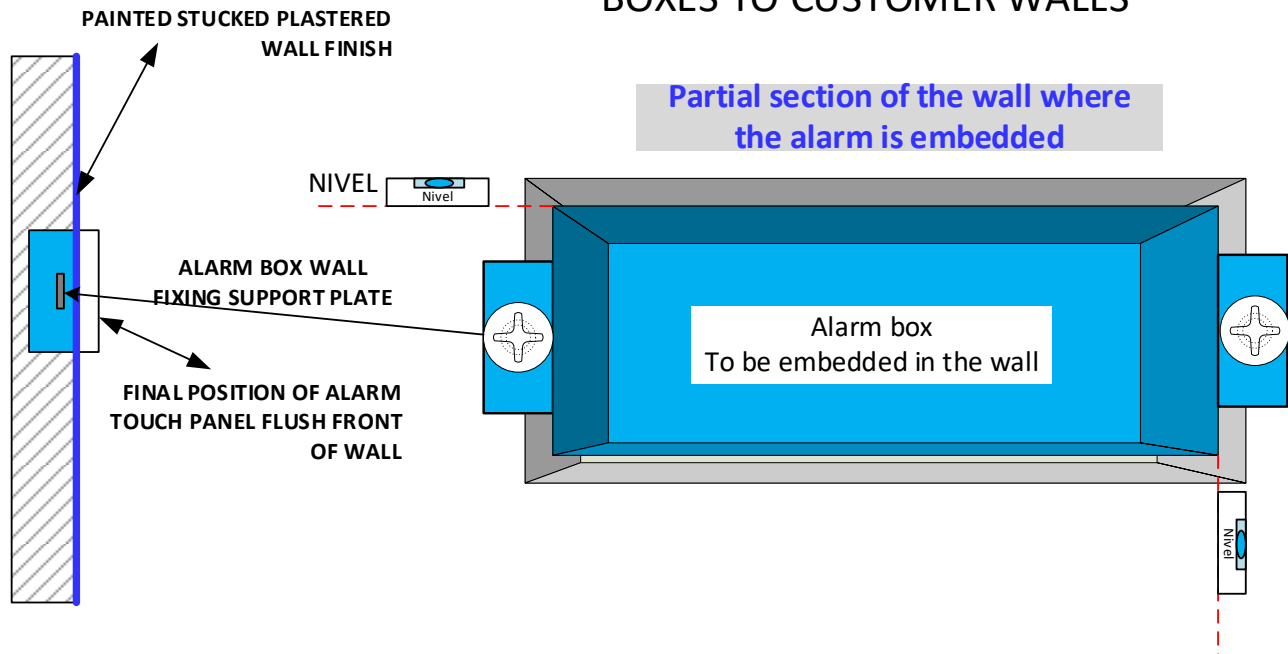 BOXES TO CUSTOMER WALLS
PAINTED STUCKED PLASTERED
WALL FINISH
Partial section of the wall where
the alarm is embedded
NIVEL
Nivel
ALARM BOX WALL
FIXING SUPPORT PLATE
Alarm box
To be embedded in the wall
FINAL POSITION OF ALARM
TOUCH PANEL FLUSH FRONT
OF WALL
Nivel